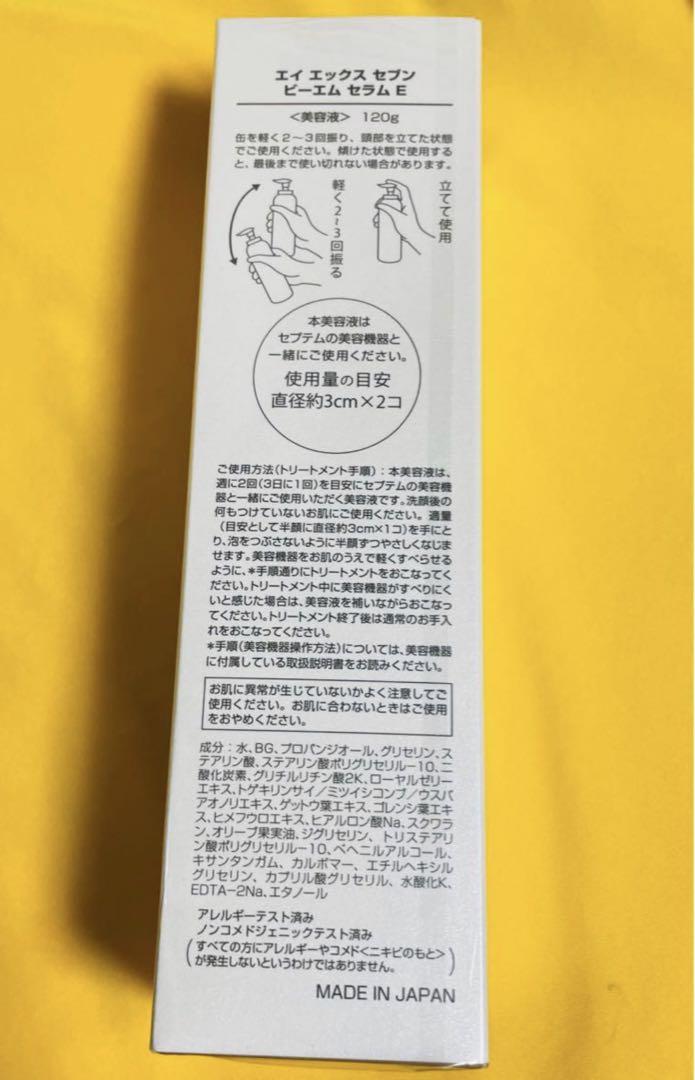 エイ エックス セブン
ビーエム セラム E
＜美容液＞ 120g
缶を軽く2〜3回振り、頭部を立てた状態
でご使用ください。傾けた状態で使用する
と、最後まで使い切れない場合があります。
軽く2〜3回振る
立てて使用
本美容液は
セプテムの美容機器と
一緒にご使用ください。
使用量の目安
直径約3cm×2コ
ご使用方法(トリートメント手順)：本美容液は、
週に2回(3日に1回)を目安にセプテムの美容機
器と一緒にご使用いただく美容液です。洗顔後の
何もつけていないお肌にご使用ください。適量
(目安として半顔に直径約3cm×1コ)を手にと
り、泡をつぶさないように半顔ずつやさしくなじま
せます。美容機器をお肌のうえで軽くすべらせる
ように、＊手順通りにトリートメントをおこなってく
ださい。トリートメント中に美容機器がすべりにく
いと感じた場合は、美容液を補いながらおこなっ
てください。トリートメント終了後は通常のお手入
れをおこなってください。
＊手順(美容機器操作方法)については、美容機器
に付属している取扱説明書をお読みください。
お肌に異常が生じていないかよく注意してご
使用ください。お肌に合わないときはご使用
をおやめください。
成分：水、BG、プロパンジオール、グリセリン、ス
テアリン酸、ステアリン酸ポリグリセリル-10、二
酸化炭素、グリチルリチン酸2K、ローヤルゼリー
エキス、トゲキリンサイ／ミツイシコンブ／ウスバ
アオノリエキス、ゲットウ葉エキス、ゴレンシ葉エキ
ス、ヒメフウロエキス、ヒアルロン酸Na、スクワラ
ン、オリーブ果実油、ジグリセリン、トリステアリ
ン酸ポリグリセリル-10、ベヘニルアルコール、
キサンタンガム、カルボマー、エチルヘキシル
グリセリン、カプリル酸グリセリル、水酸化K、
EDTA-2Na、エタノール
アレルギーテスト済み
ノンコメドジェニックテスト済み
(すべての方にアレルギーやコメド＜ニキビのもと＞
が発生しないというわけではありません。)
MADE IN JAPAN